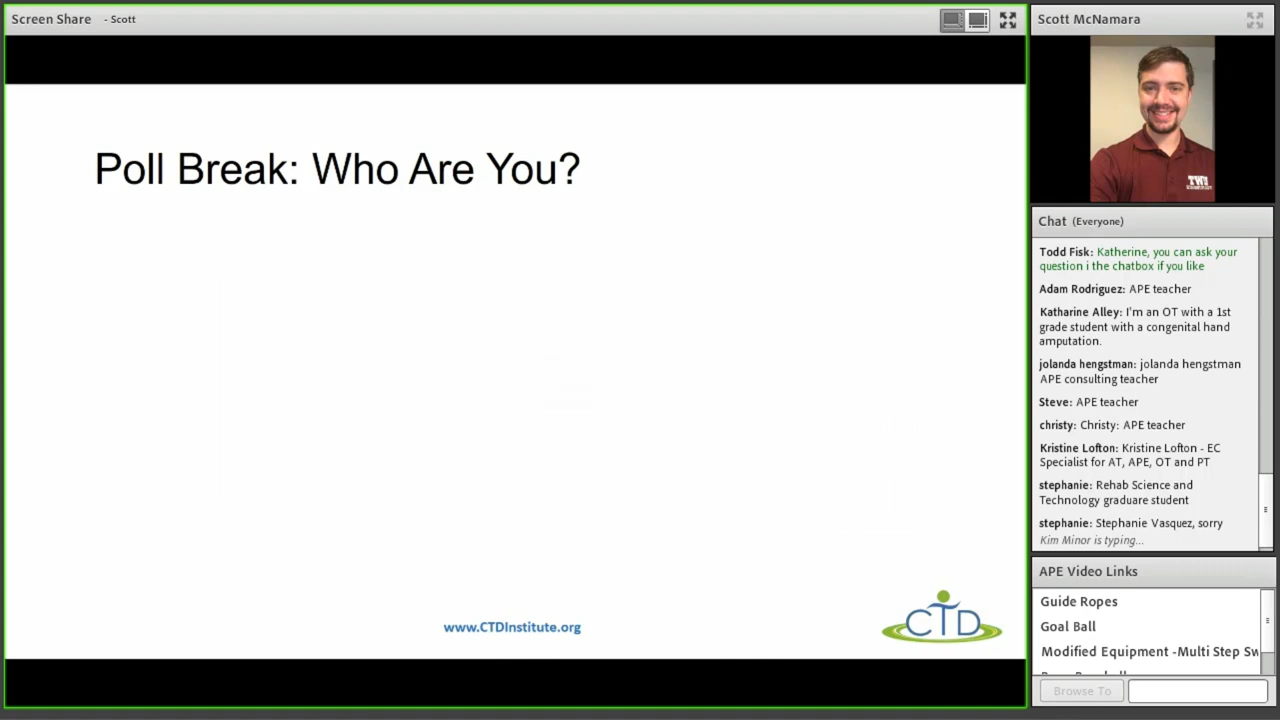 Screen Share - Scott
Poll Break: Who Are You?
www.CTDInstitute.org
CTD
Scott McNamara
TWU
Chat (Everyone)
Todd Fisk: Katherine, you can ask your
question i the chatbox if you like
Adam Rodriguez: APE teacher
Katharine Alley: I'm an OT with a 1st
grade student with a congenital hand
amputation.
jolanda hengstman: jolanda hengstman
APE consulting teacher
Steve: APE teacher
christy: Christy: APE teacher
Kristine Lofton: Kristine Lofton - EC
Specialist for AT, APE, OT and PT
stephanie: Rehab Science and
Technology graduare student
stephanie: Stephanie Vasquez, sorry
Kim Minor is typing...
APE Video Links
Guide Ropes
Goal Ball
Modified Equipment -Multi Step Sw
Browse To